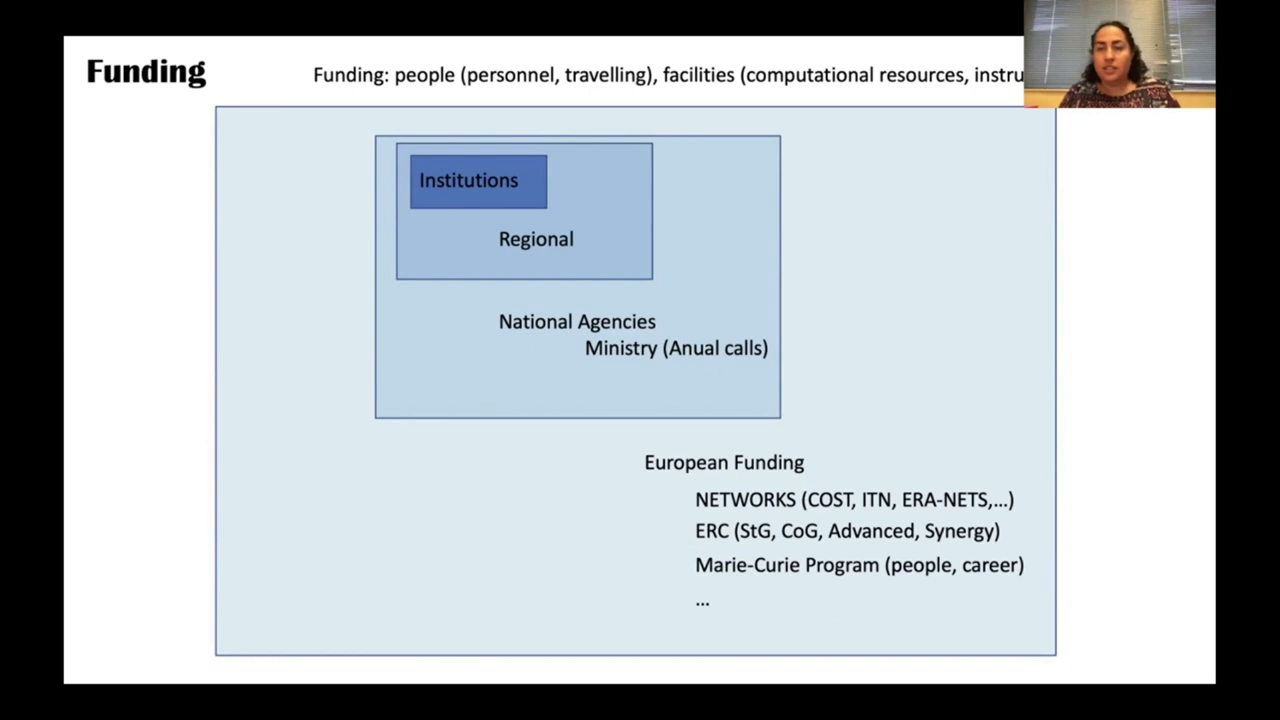 Funding
Funding: people (personnel, travelling), facilities (computational resources,
Institutions
Regional
National Agencies
Ministry (Anual calls)
European Funding
NETWORKS (COST, ITN, ERA-NETS,...)
ERC (StG, CoG, Advanced, Synergy)
Marie-Curie Program (people, career)
...